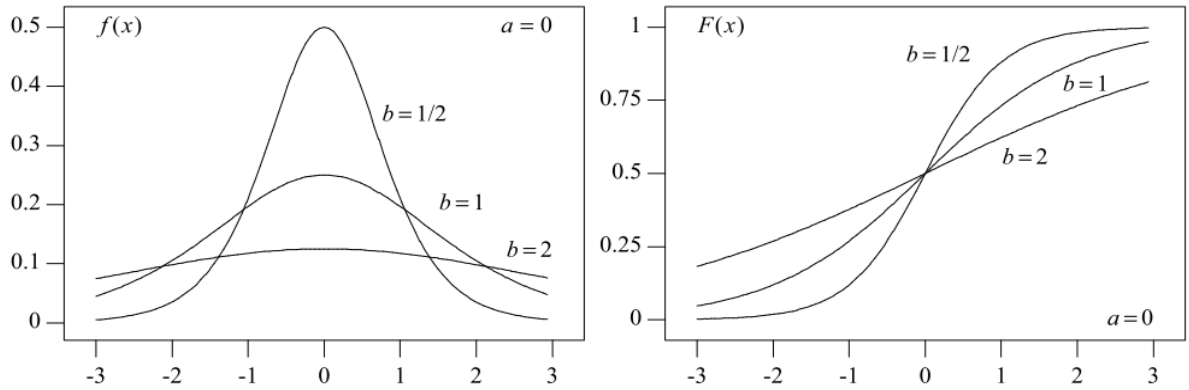 0.5
f(x)
a = 0
0.4
b = 1/2
0.3
0.2
b = 1
b = 2
0.1
0
-3 -2 -1 0 1 2 3
1
F(x)
b = 1/2
0.75
b = 1
0.5
b = 2
0.25
0
a = 0
-3 -2 -1 0 1 2 3